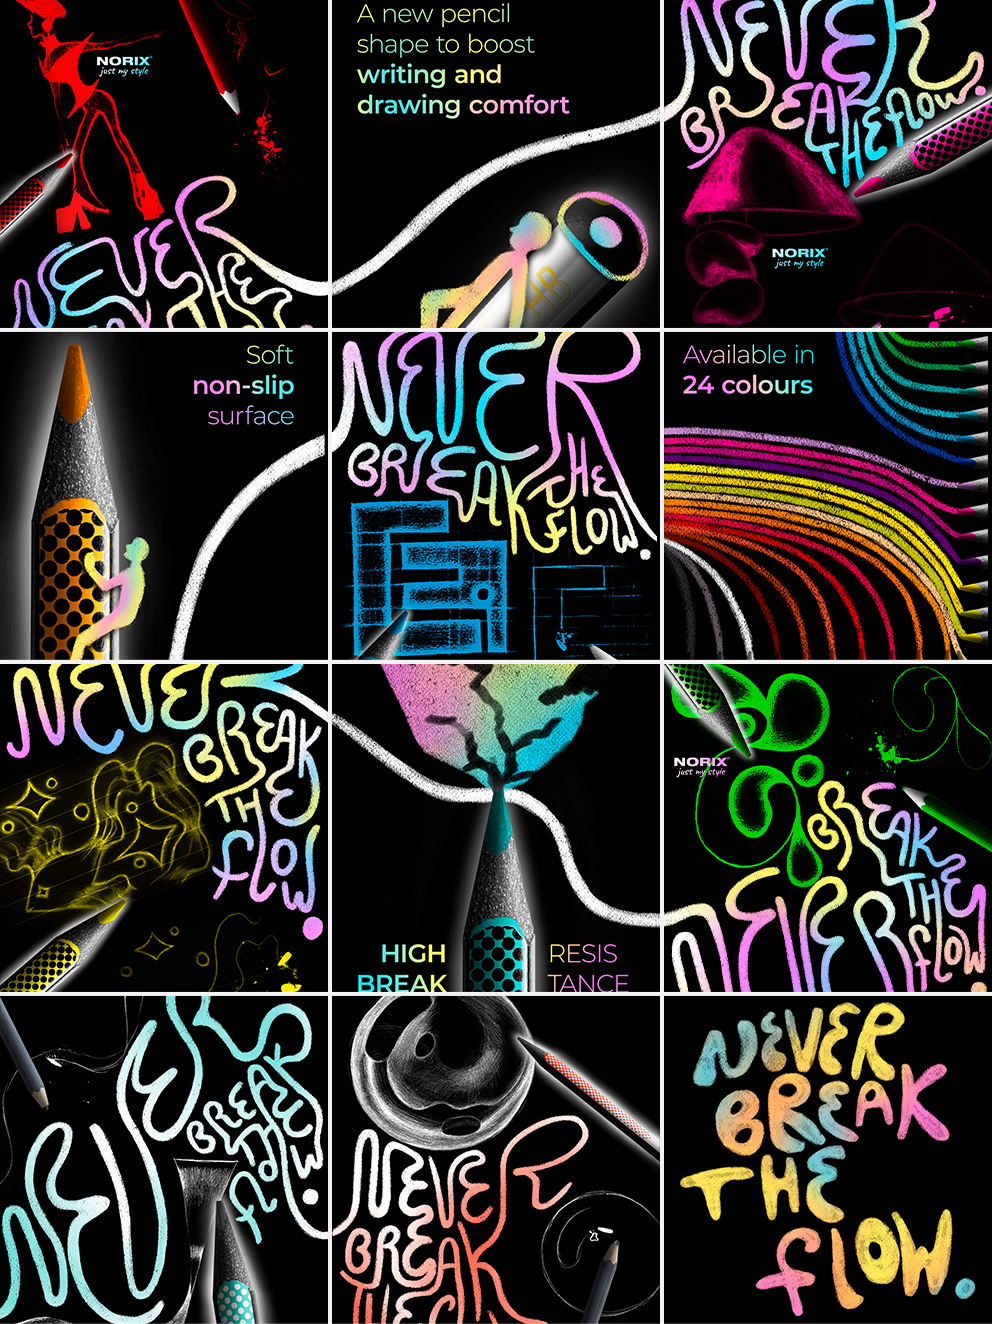 NORIX®
just my style
NEVER
THE
A new pencil
shape to boost
writing and
drawing comfort
HB
NEVER
BREAK
THE flow.
NORIX®
just my style
Soft
non-slip
surface
NEVER
BREAK THE
flow.
Available in
24 colours
NEVER
BREAK
THE
flow
HIGH
BREAK
RESIS
TANCE
NORIX®
just my style
BREAK
NEVER THE
flow
NEVER
BREAK
THE
flow.
NEVER
BREAK
THE
NEVER
BREAK
THE
flOW.